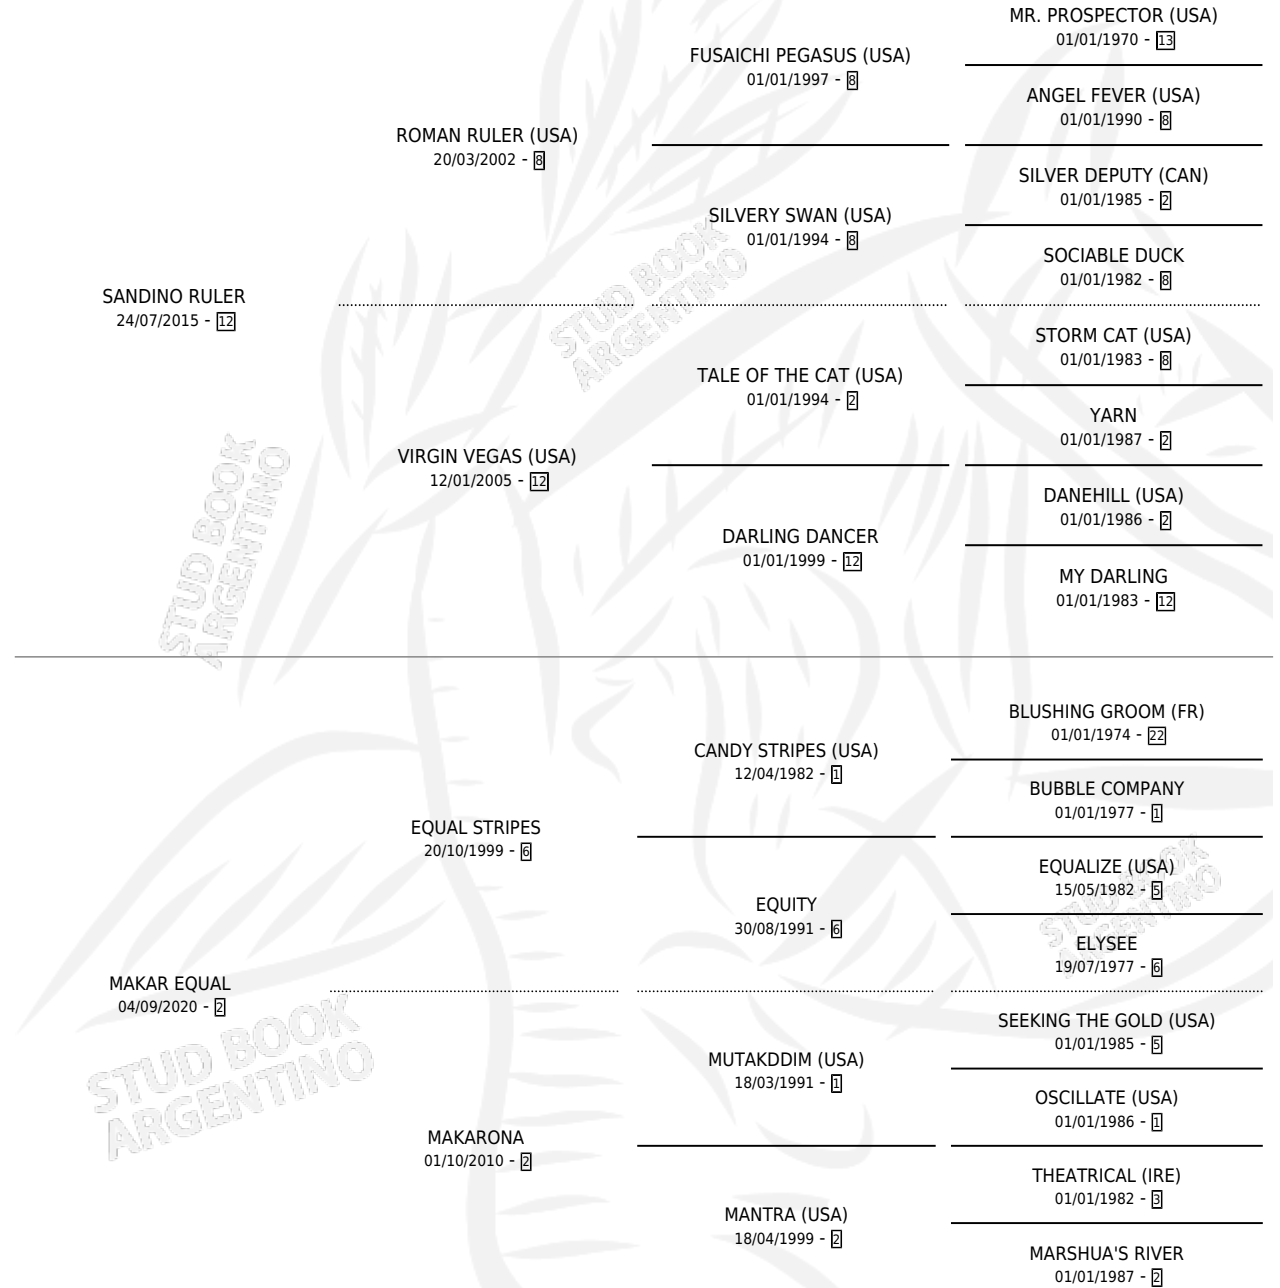 MR. PROSPECTOR (USA)
01/01/1970 - 13
FUSAICHI PEGASUS (USA)
01/01/1997 - 8
ANGEL FEVER (USA)
01/01/1990 - 8
ROMAN RULER (USA)
20/03/2002 - 8
SILVER DEPUTY (CAN)
01/01/1985 - 2
SILVERY SWAN (USA)
01/01/1994 - 8
SOCIABLE DUCK
01/01/1982 - 8
SANDINO RULER
24/07/2015 - 12
STORM CAT (USA)
01/01/1983 - 8
TALE OF THE CAT (USA)
01/01/1994 - 2
YARN
01/01/1987 - 2
VIRGIN VEGAS (USA)
12/01/2005 - 12
DANEHILL (USA)
01/01/1986 - 2
DARLING DANCER
01/01/1999 - 12
MY DARLING
01/01/1983 - 12
STUD BOOK
ARGENTINO
STUD BOOK
ARGENTINO
BLUSHING GROOM (FR)
01/01/1974 - 22
CANDY STRIPES (USA)
12/04/1982 - 1
BUBBLE COMPANY
01/01/1977 - 1
EQUAL STRIPES
20/10/1999 - 6
EQUALIZE (USA)
15/05/1982 - 5
EQUITY
30/08/1991 - 6
ELYSEE
19/07/1977 - 6
MAKAR EQUAL
04/09/2020 - 2
SEEKING THE GOLD (USA)
01/01/1985 - 5
MUTAKDDIM (USA)
18/03/1991 - 1
OSCILLATE (USA)
01/01/1986 - 1
MAKARONA
01/10/2010 - 2
THEATRICAL (IRE)
01/01/1982 - 3
MANTRA (USA)
18/04/1999 - 2
MARSHUA'S RIVER
01/01/1987 - 2
STUD BOOK
ARGENTINO
STUD BOOK
ARGENTINO